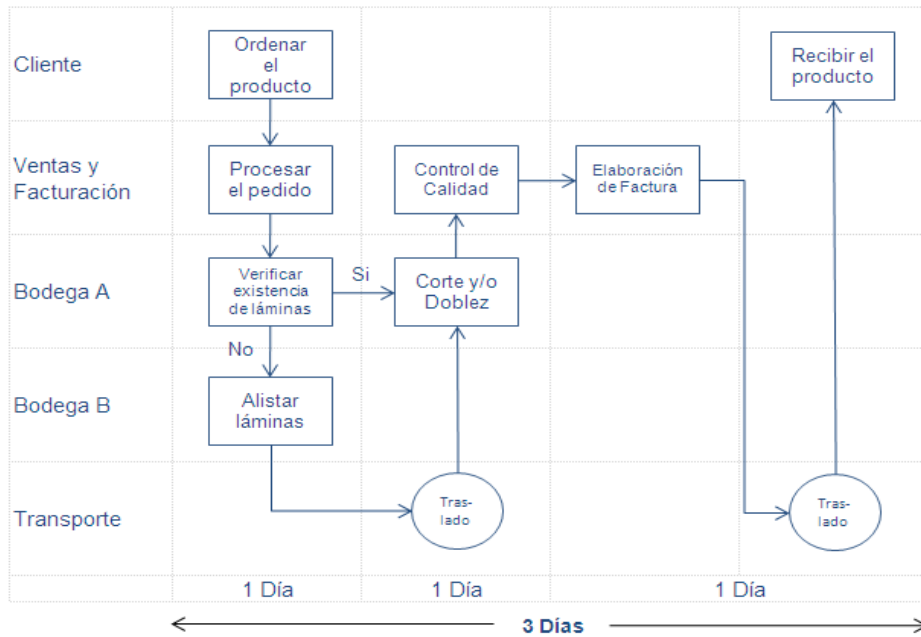 Cliente
Ordenar
el
producto
Recibir el
producto
Ventas y
Facturación
Procesar
el pedido
Control de
Calidad
Elaboración
de Factura
Bodega A
Verificar
existencia
de láminas
Si
Corte y/o
Doblez
No
Bodega B
Alistar
láminas
Transporte
Tras-
lado
Tras-
lado
1 Día
1 Día
1 Día
3 Días